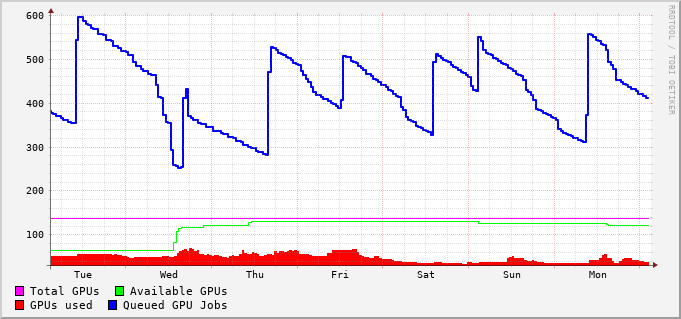 600
500
400
300
200
100
Tue Wed Thu Fri Sat Sun Mon
Total GPUs Available GPUs
GPUs used Queued GPU Jobs
RRDTOOL / TOBI OETIKER